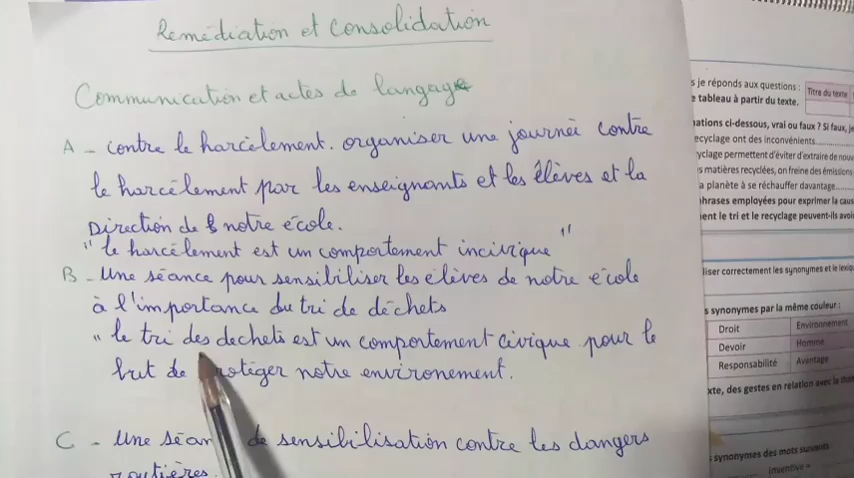 Remédiation et consolidation
Communication et actes de langage
A - contre le harcèlement. organiser une journeé contre
le harcèlement par les enseignants et les élèves et la
Direction de notre école.
" le harcèlement est un comportement incivique "
B - Une séance pour sensibiliser les élèves de notre école
à l'importance du tri de déchets
" le tri des dechets est un comportement civique pour le
but de protéger notre environement.
C - Une séan de sensibilisation contre les dangers
routières.
s je réponds aux questions :
e tableau à partir du texte.
Titre du texte
ations ci-dessous, vrai ou faux ? Si faux, je
ecyclage ont des inconvénients
yclage permettent d'éviter d'extraire de nouv
s matières recyclées, on freine des émissions
a planète à se réchauffer davantage
hrases employées pour exprimer la caus
ent le tri et le recyclage peuvent-ils avoir
liser correctement les synonymes et le lexiq
s synonymes par la même couleur :
Droit Environnement
Devoir Homme
Responsabilité Avantage
xte, des gestes en relation avec la
s synonymes des mots suivants
inventive =